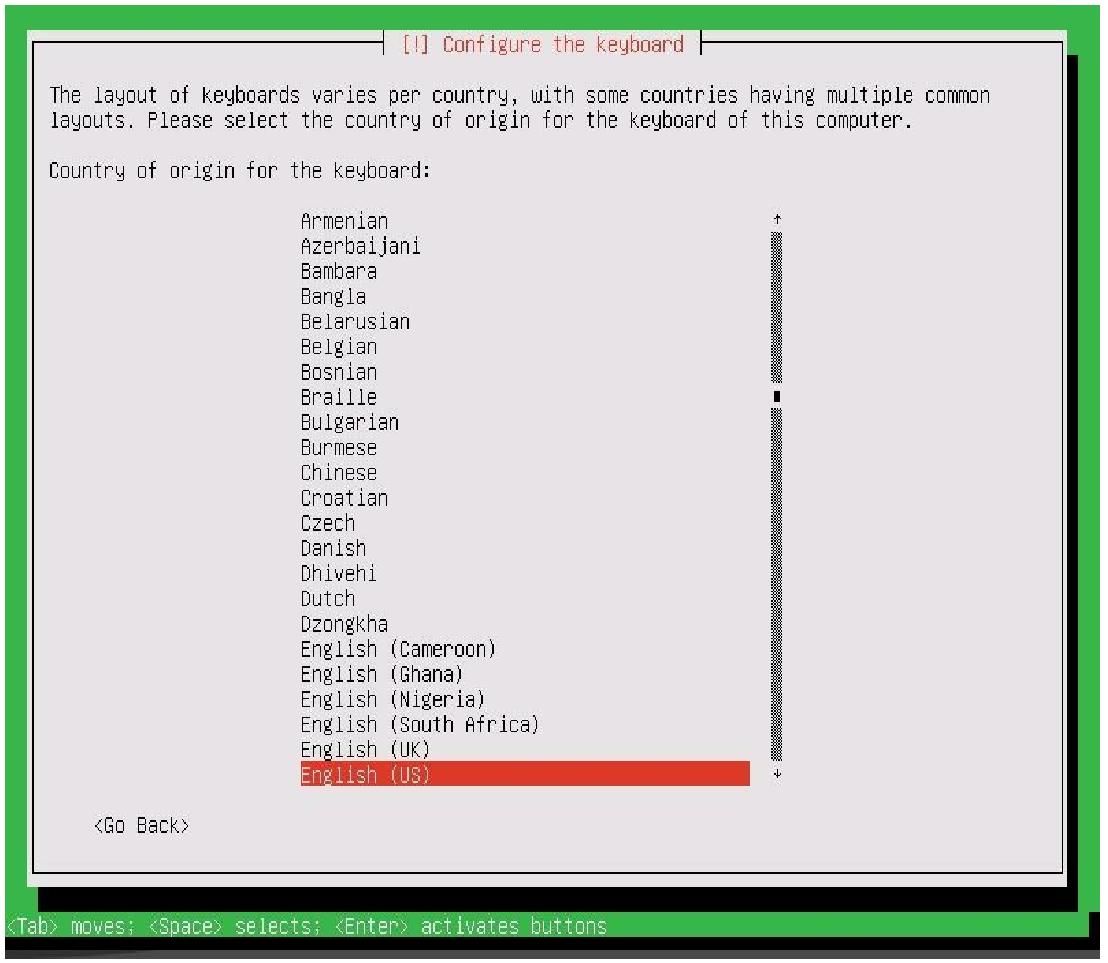 [!] Configure the keyboard
The layout of keyboards varies per country, with some countries having multiple common
layouts. Please select the country of origin for the keyboard of this computer.
Country of origin for the keyboard:
Armenian ↑
Azerbaijani
Bambara
Bangla
Belarusian
Belgian
Bosnian
Braille
Bulgarian
Burmese
Chinese
Croatian
Czech
Danish
Dhivehi
Dutch
Dzongkha
English (Cameroon)
English (Ghana)
English (Nigeria)
English (South Africa)
English (UK)
English (US) ↓
<Go Back>
<Tab> moves; <Space> selects; <Enter> activates buttons